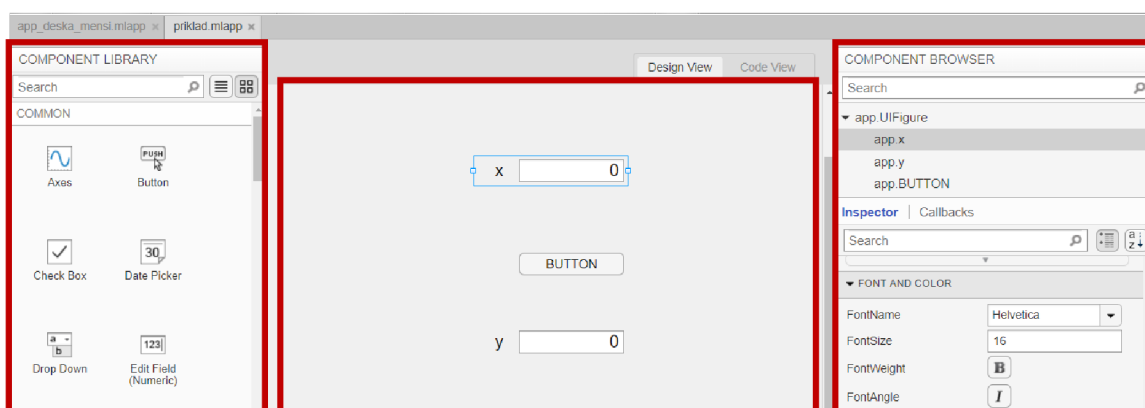 app_deska_mensi.mlapp × priklad.mlapp ×
COMPONENT LIBRARY
Search
COMMON
PUSH
Axes Button
30
Check Box Date Picker
a
b
123
Drop Down Edit Field
(Numeric)
Design View Code View
x 0
BUTTON
y 0
COMPONENT BROWSER
Search
app.UIFigure
app.x
app.y
app.BUTTON
Inspector | Callbacks
Search
a
z
FONT AND COLOR
FontName Helvetica
FontSize 16
FontWeight B
FontAngle I